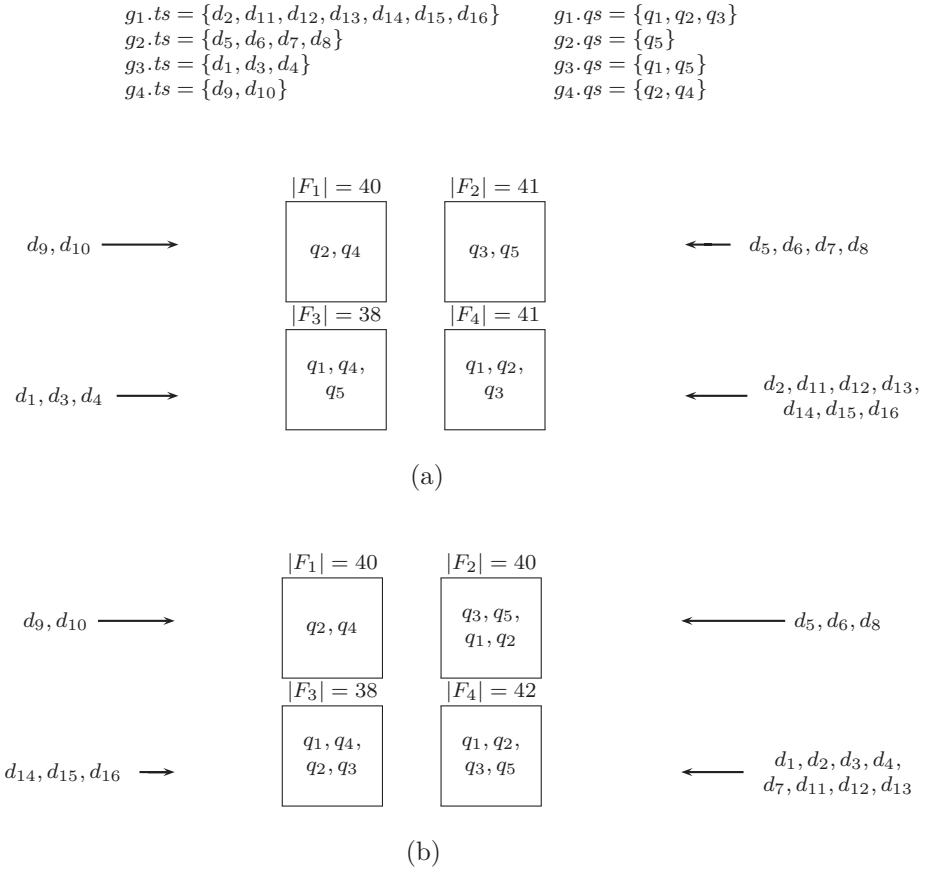 g₁.ts = {d₂, d₁₁, d₁₂, d₁₃, d₁₄, d₁₅, d₁₆} g₁.qs = {q₁, q₂, q₃}
g₂.ts = {d₅, d₆, d₇, d₈} g₂.qs = {q₅}
g₃.ts = {d₁, d₃, d₄} g₃.qs = {q₁, q₅}
g₄.ts = {d₉, d₁₀} g₄.qs = {q₂, q₄}
|F₁| = 40 |F₂| = 41
d₉, d₁₀ q₂, q₄ q₃, q₅ d₅, d₆, d₇, d₈
|F₃| = 38 |F₄| = 41
d₁, d₃, d₄
q₁, q₄,
q₅
q₁, q₂,
q₃
d₂, d₁₁, d₁₂, d₁₃,
d₁₄, d₁₅, d₁₆
(a)
|F₁| = 40 |F₂| = 40
d₉, d₁₀
q₂, q₄
q₃, q₅,
q₁, q₂
d₅, d₆, d₈
|F₃| = 38 |F₄| = 42
d₁₄, d₁₅, d₁₆
q₁, q₄,
q₂, q₃
q₁, q₂,
q₃, q₅
d₁, d₂, d₃, d₄,
d₇, d₁₁, d₁₂, d₁₃
(b)